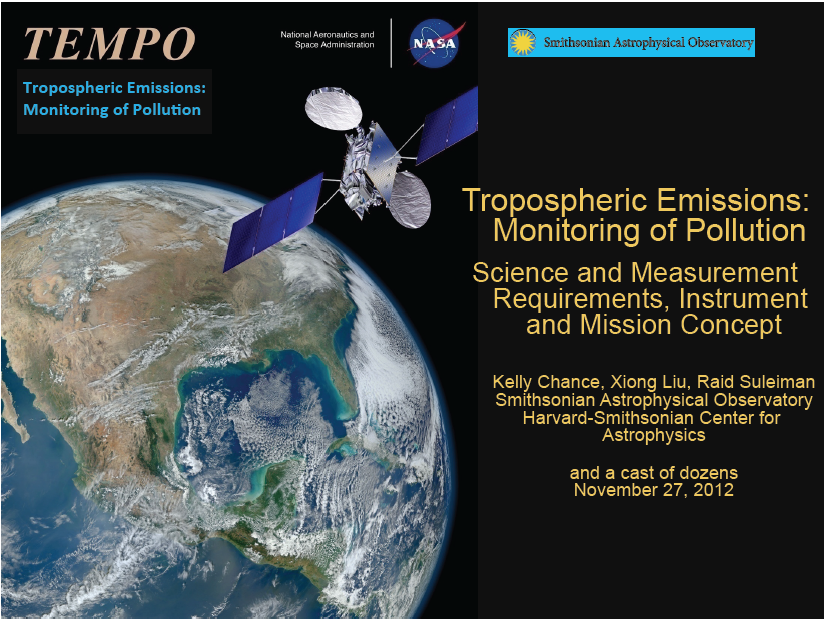 TEMPO
Tropospheric Emissions:
Monitoring of Pollution
National Aeronautics and
Space Administration
NASA
Smithsonian Astrophysical Observatory
Tropospheric Emissions:
Monitoring of Pollution
Science and Measurement
Requirements, Instrument
and Mission Concept
Kelly Chance, Xiong Liu, Raid Suleiman
Smithsonian Astrophysical Observatory
Harvard-Smithsonian Center for
Astrophysics
and a cast of dozens
November 27, 2012